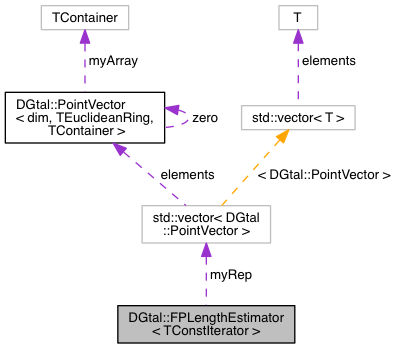 TContainer
T
myArray
elements
DGtal::PointVector
< dim, TEuclideanRing,
TContainer >
zero
std::vector< T >
elements
< DGtal::PointVector >
std::vector< DGtal
::PointVector >
myRep
DGtal::FPLengthEstimator
< TConstIterator >